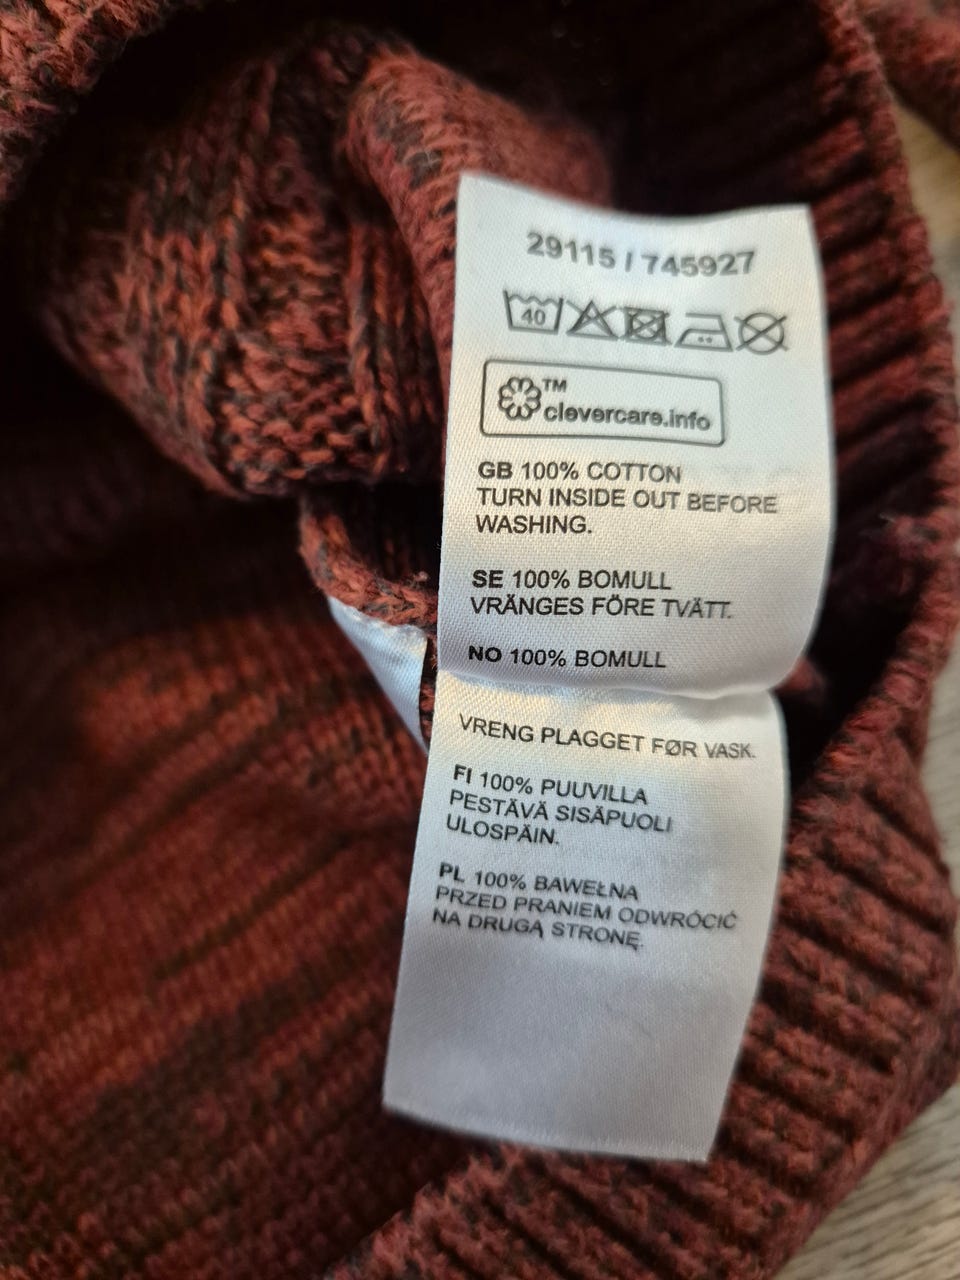 29115 / 745927
40
TM
clevercare.info
GB 100% COTTON
TURN INSIDE OUT BEFORE
WASHING.
SE 100% BOMULL
VRÄNGES FÖRE TVÄTT.
NO 100% BOMULL
VRENG PLAGGET FØR VASK.
FI 100% PUUVILLA
PESTÄVÄ SISÄPUOLI
ULOSPÄIN.
PL 100% BAWEŁNA
PRZED PRANIEM ODWRÓCIĆ
NA DRUGĄ STRONĘ.